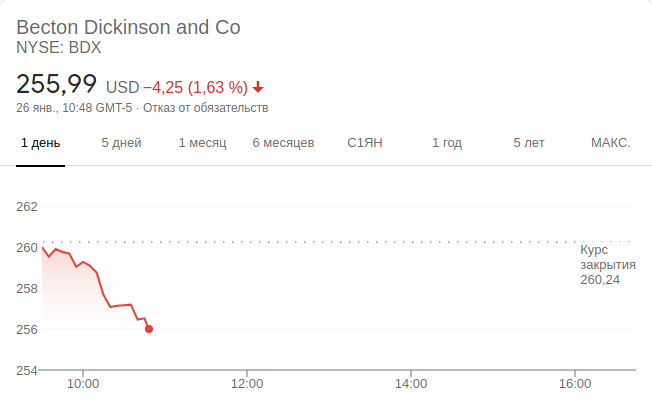 Becton Dickinson and Co
NYSE: BDX
255,99 USD −4,25 (1,63 %)
26 янв., 10:48 GMT-5 · Отказ от обязательств
1 день 5 дней 1 месяц 6 месяцев С1ЯН 1 год 5 лет МАКС.
262
260
258
256
254
Курс
закрытия
260,24
10:00 12:00 14:00 16:00